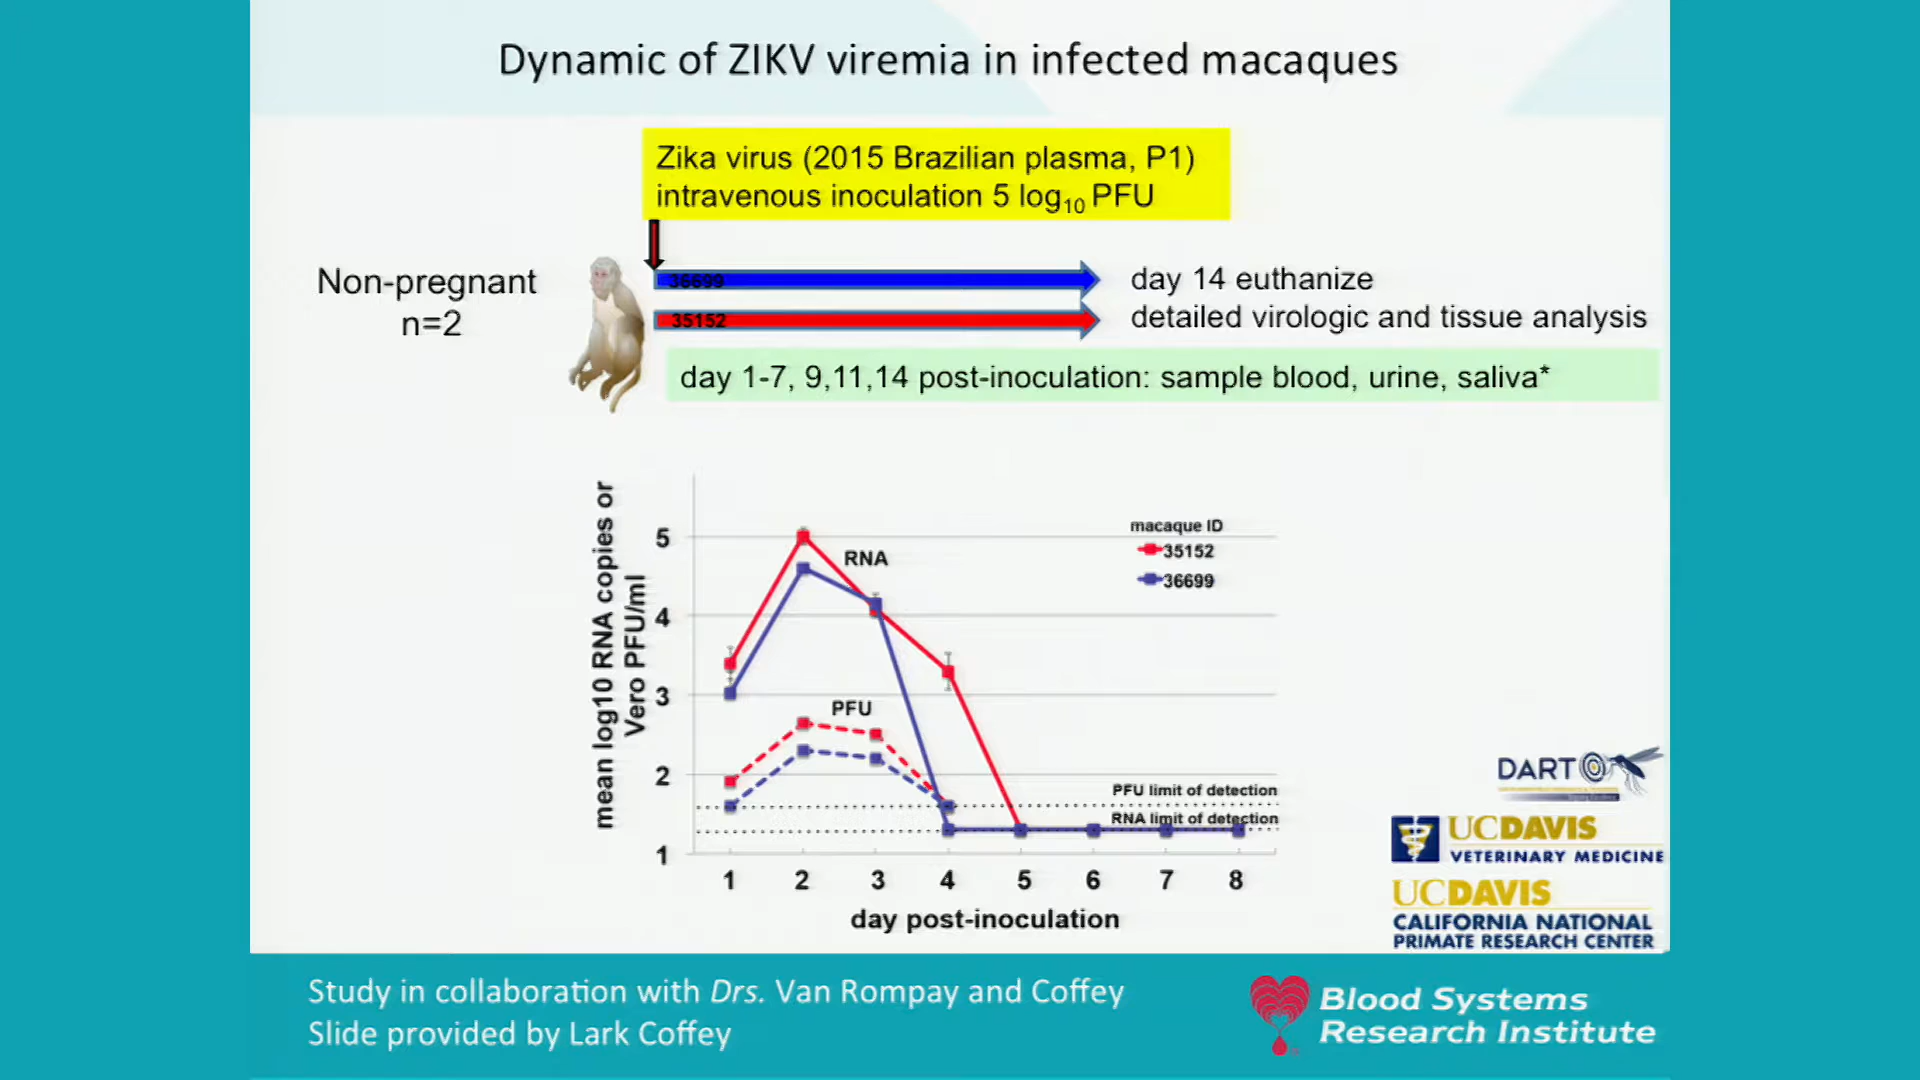 Dynamic of ZIKV viremia in infected macaques
Zika virus (2015 Brazilian plasma, P1)
intravenous inoculation 5 log₁₀ PFU
Non-pregnant
n=2
36699
35152
day 14 euthanize
detailed virologic and tissue analysis
day 1-7, 9,11,14 post-inoculation: sample blood, urine, saliva*
mean log10 RNA copies or
Vero PFU/ml
5
4
3
2
1
RNA
PFU
macaque ID
35152
36699
PFU limit of detection
RNA limit of detection
1 2 3 4 5 6 7 8
day post-inoculation
DART
UCDAVIS
VETERINARY MEDICINE
UCDAVIS
CALIFORNIA NATIONAL
PRIMATE RESEARCH CENTER
Study in collaboration with Drs. Van Rompay and Coffey
Slide provided by Lark Coffey
Blood Systems
Research Institute